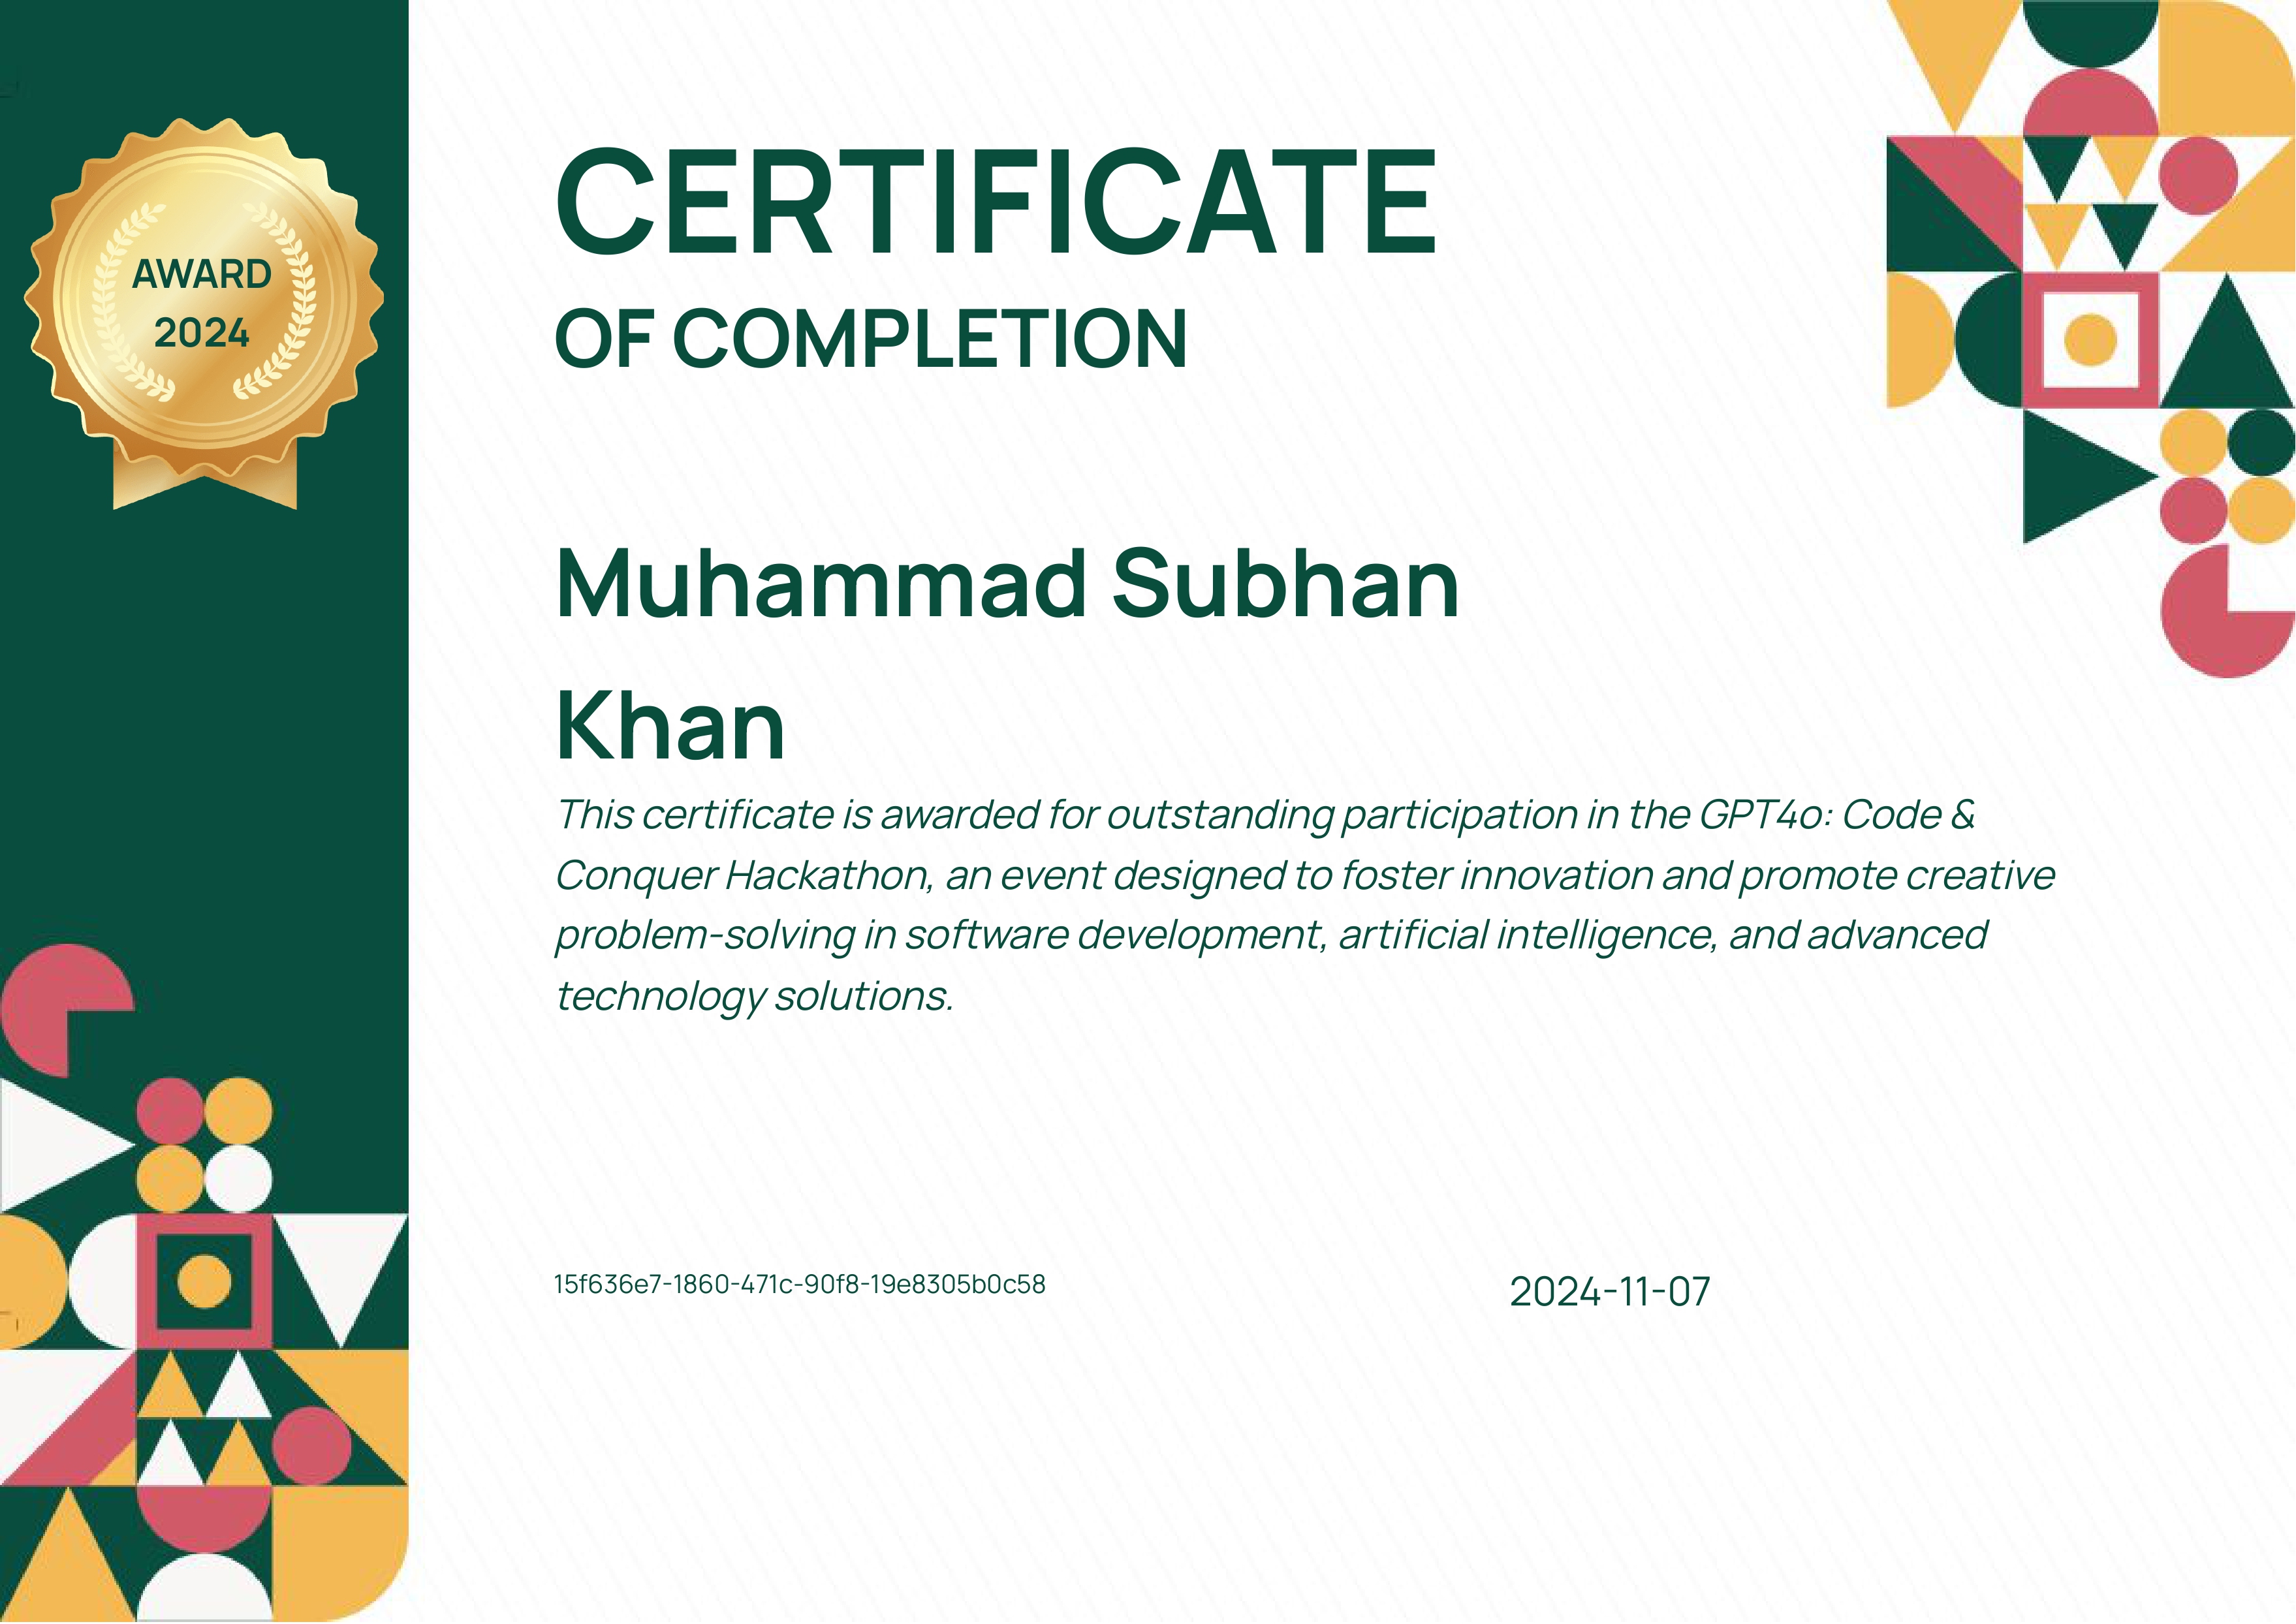 AWARD
2024
CERTIFICATE
OF COMPLETION
Muhammad Subhan
Khan
This certificate is awarded for outstanding participation in the GPT4o: Code &
Conquer Hackathon, an event designed to foster innovation and promote creative
problem-solving in software development, artificial intelligence, and advanced
technology solutions.
15f636e7-1860-471c-90f8-19e8305b0c58
2024-11-07